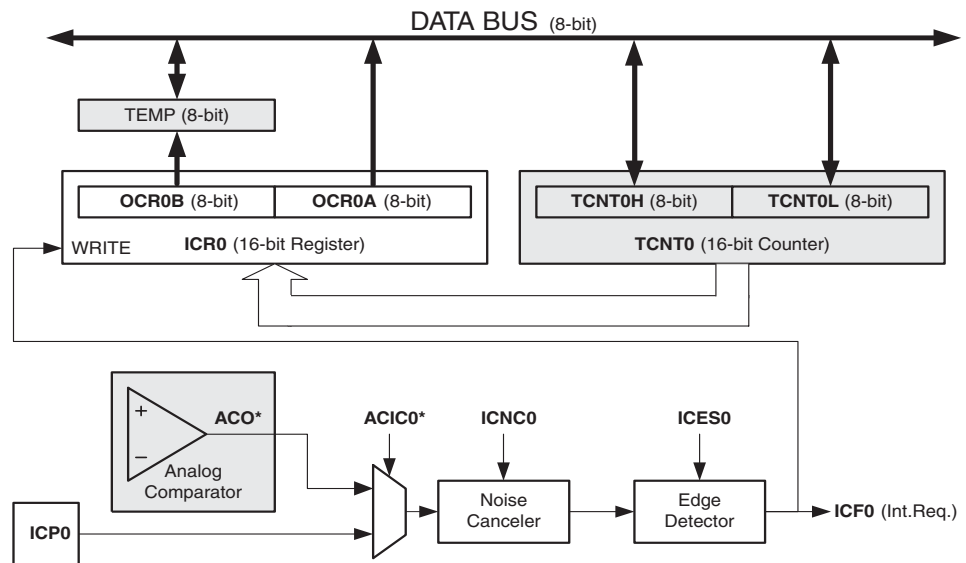 DATA BUS (8-bit)
TEMP (8-bit)
OCR0B (8-bit)
OCR0A (8-bit)
TCNT0H (8-bit)
TCNT0L (8-bit)
WRITE
ICR0 (16-bit Register)
TCNT0 (16-bit Counter)
+
−
ACO*
ACIC0*
ICNC0
ICES0
Analog
Comparator
Noise
Canceler
Edge
Detector
ICF0 (Int.Req.)
ICP0